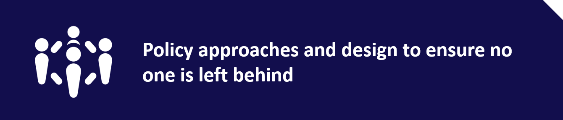 Policy approaches and design to ensure no
one is left behind